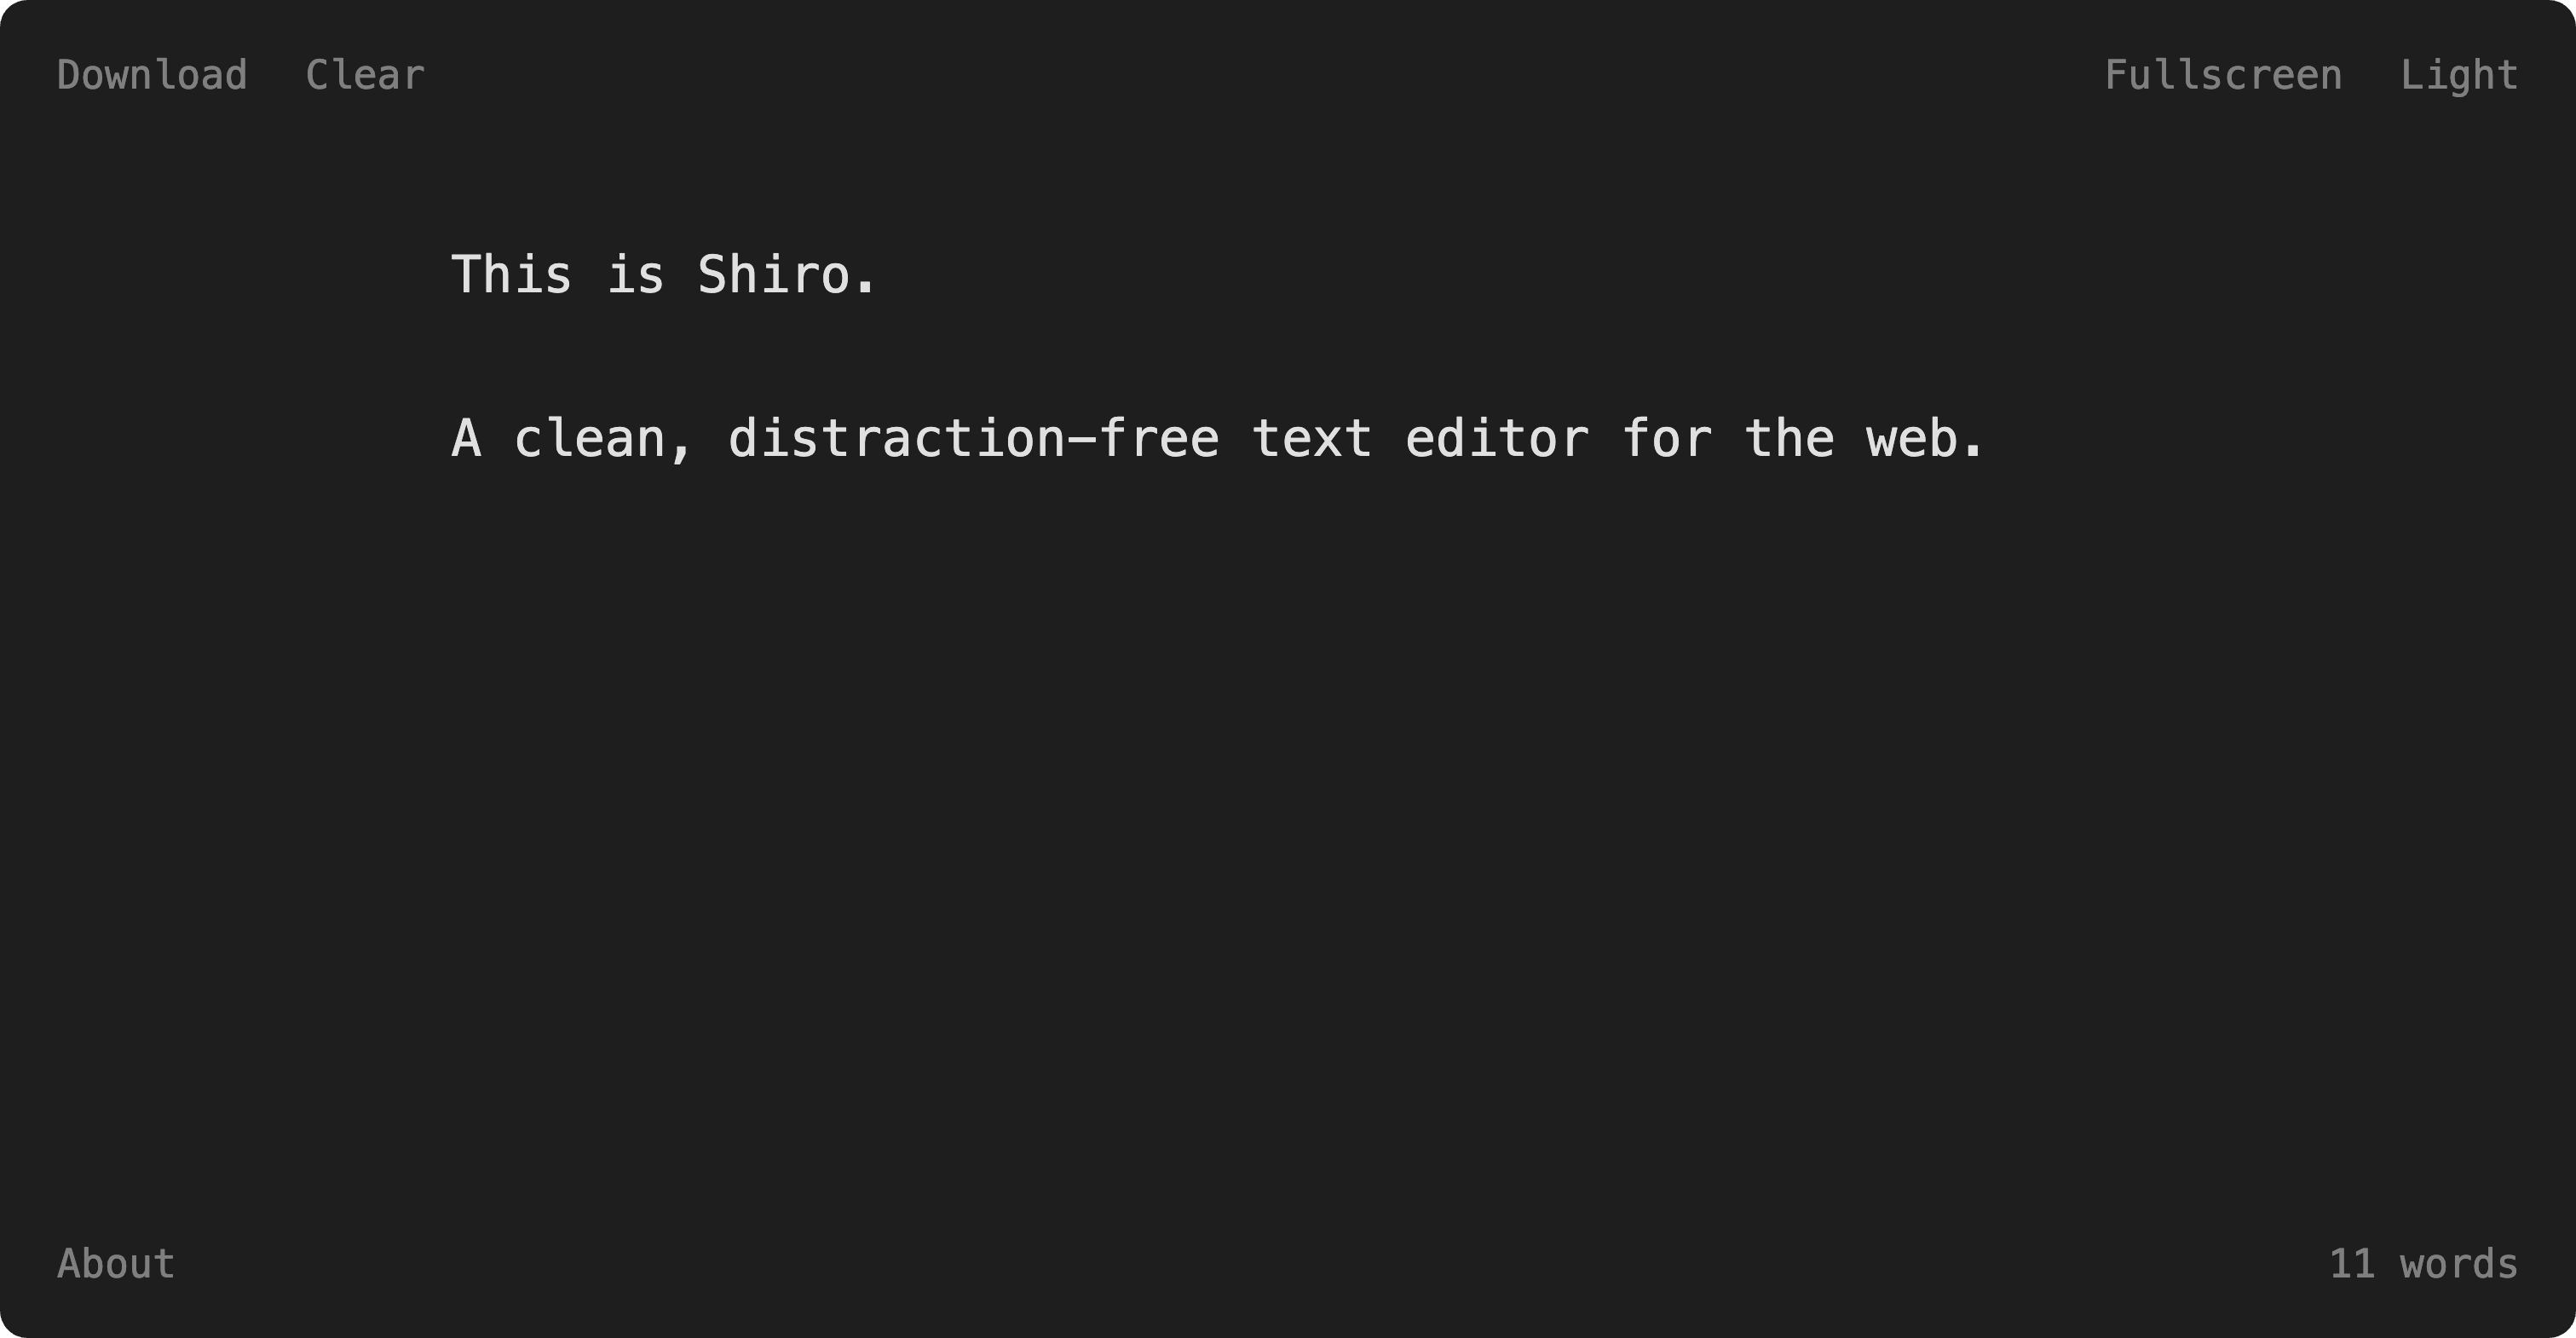 Download Clear Fullscreen Light
This is Shiro.
A clean, distraction-free text editor for the web.
About 11 words